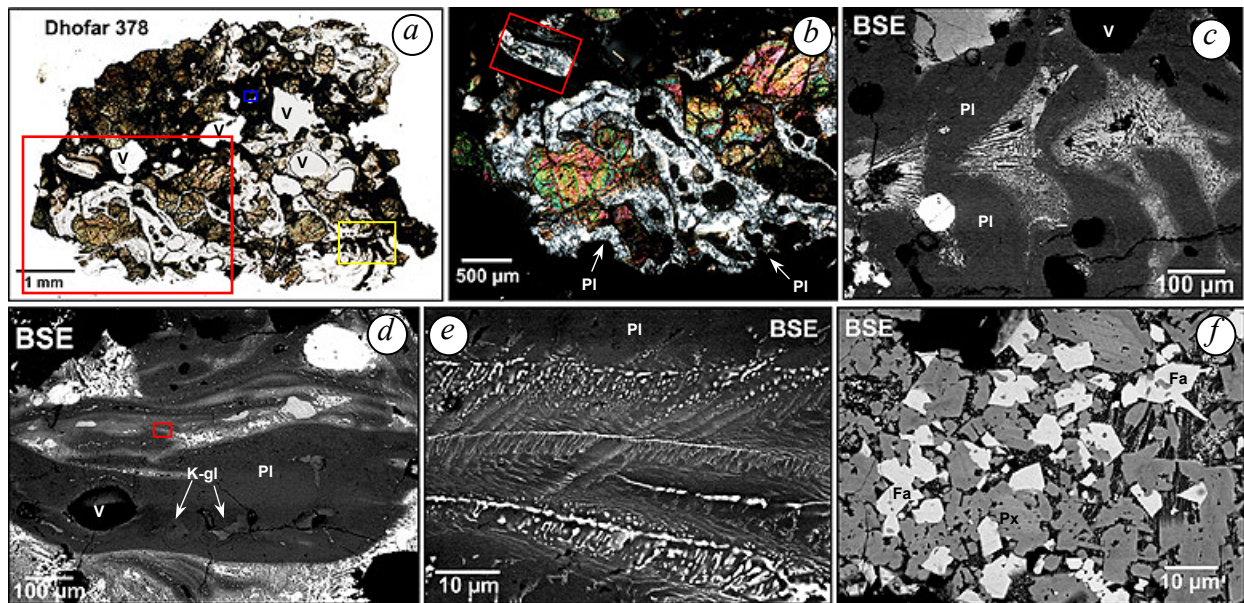 Dhofar 378
a
V
V
V
V
1 mm
b
500 µm
Pl
Pl
BSE
V
c
Pl
Pl
100 µm
BSE
d
Pl
K-gl
V
100 µm
Pl
BSE
e
10 µm
BSE
f
Fa
Fa
Px
10 µm